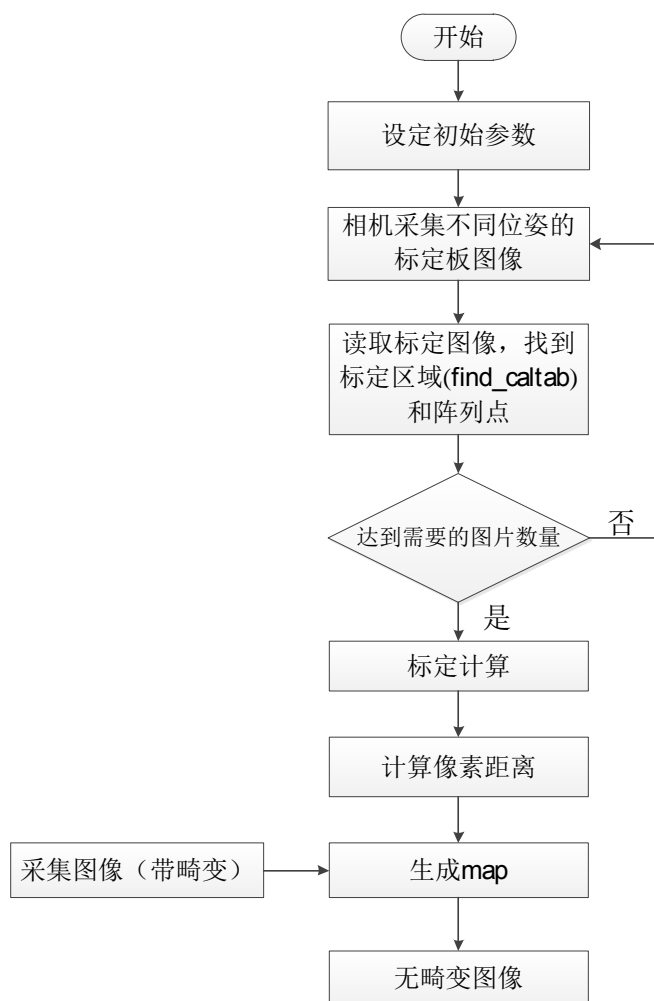 开始
设定初始参数
相机采集不同位姿的
标定板图像
读取标定图像，找到
标定区域(find_caltab)
和阵列点
达到需要的图片数量
否
是
标定计算
计算像素距离
采集图像（带畸变）
生成map
无畸变图像